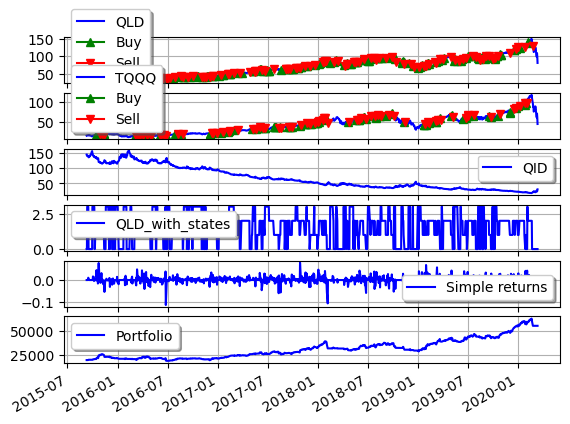 QLD
Buy
Sell
150
100
50
TQQQ
Buy
Sell
100
50
150
100
50
QID
2.5
0.0
QLD_with_states
0.0
−0.1
Simple returns
50000
25000
Portfolio
2015-07
2016-01
2016-07
2017-01
2017-07
2018-01
2018-07
2019-01
2019-07
2020-01